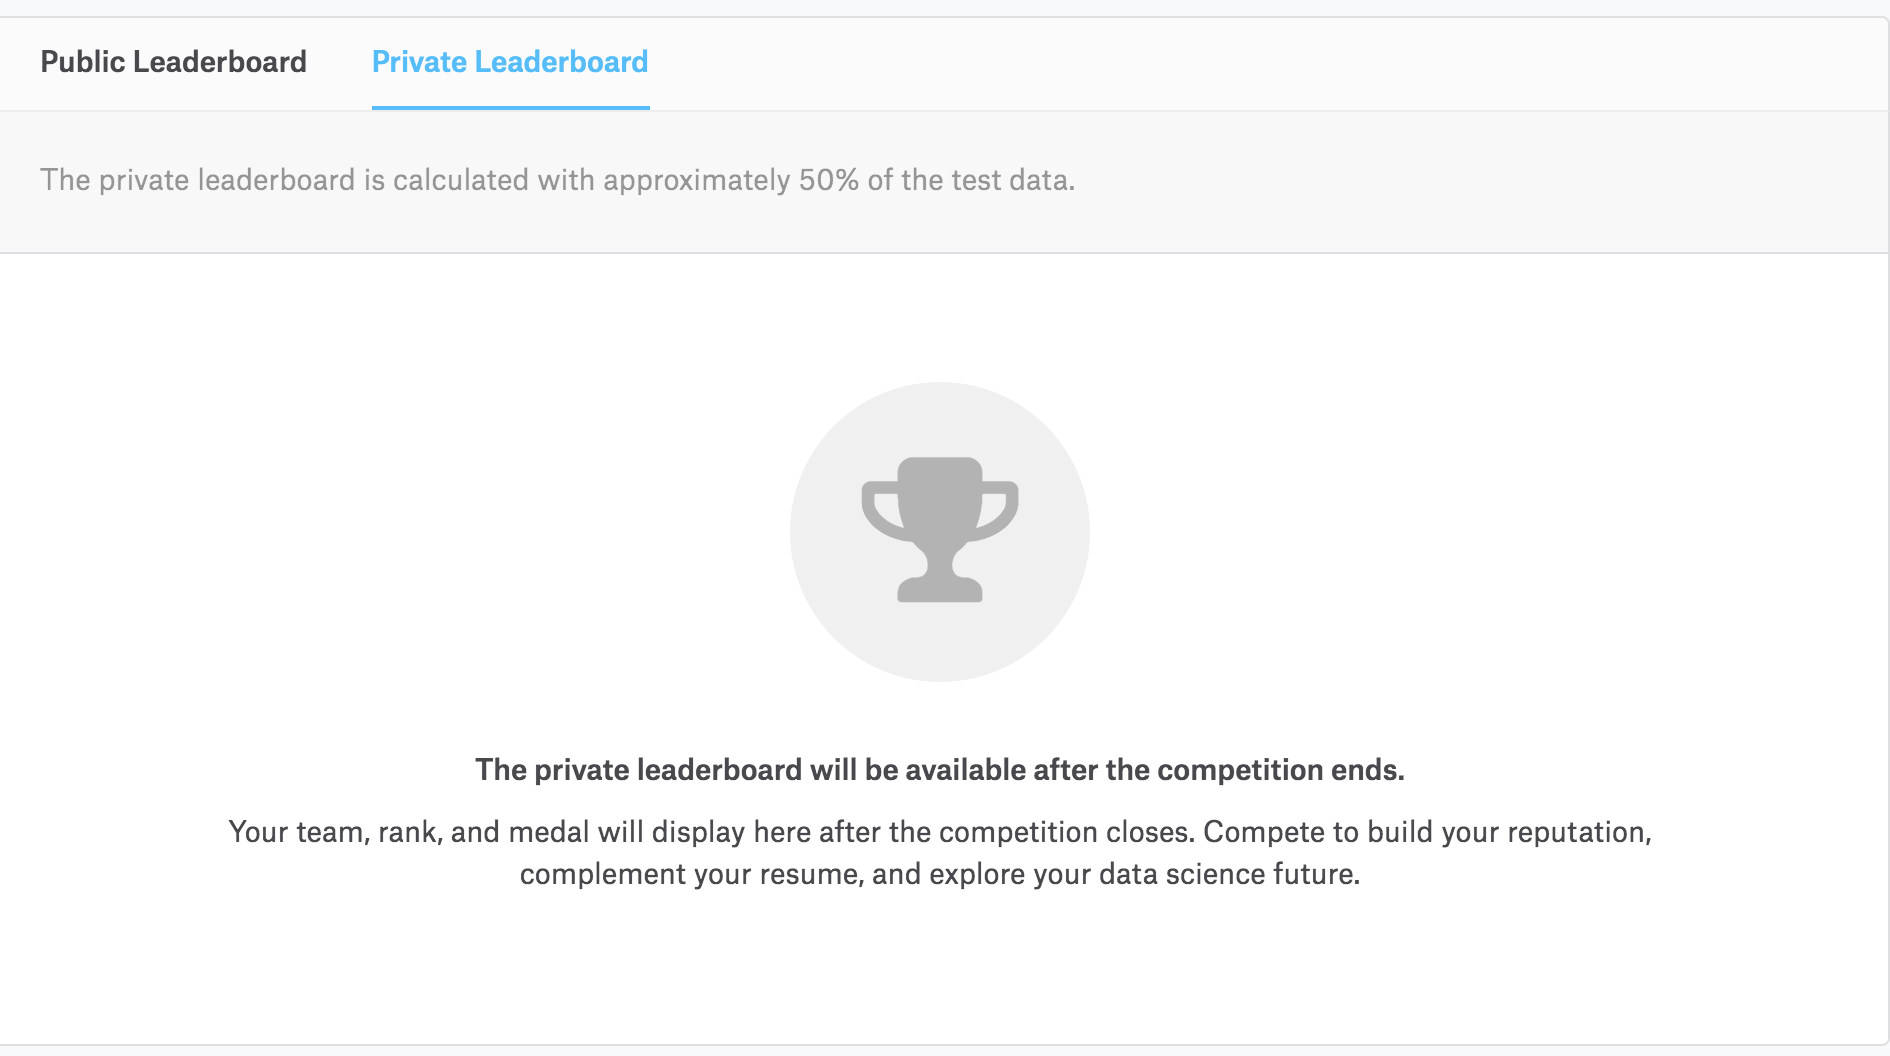 Public Leaderboard
Private Leaderboard
The private leaderboard is calculated with approximately 50% of the test data.
The private leaderboard will be available after the competition ends.
Your team, rank, and medal will display here after the competition closes. Compete to build your reputation,
complement your resume, and explore your data science future.